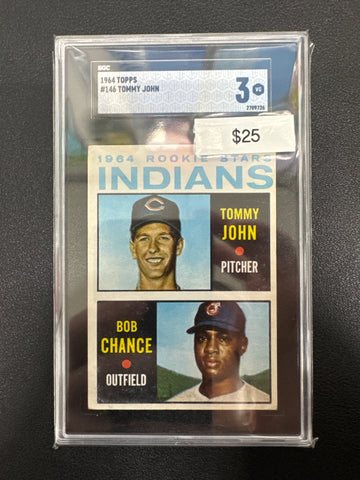 SGC
1964 TOPPS
#146 TOMMY JOHN
3 VG
2709726
$25
1964 ROOKIE STARS
INDIANS
TOMMY
JOHN
PITCHER
BOB
CHANCE
OUTFIELD